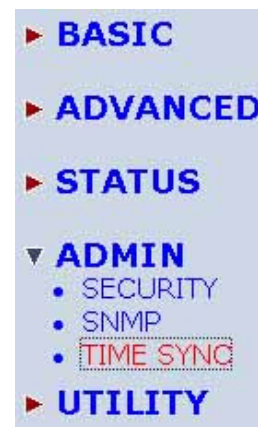 BASIC
ADVANCED
STATUS
ADMIN
SECURITY
SNMP
TIME SYNC
UTILITY